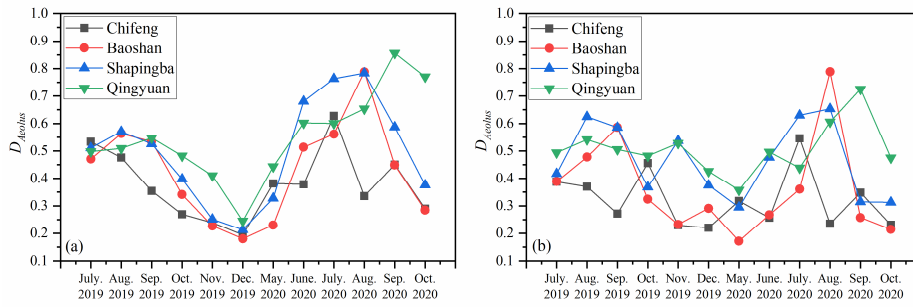 1.0
0.9
0.8
0.7
0.6
0.5
0.4
0.3
0.2
0.1
D_Aeolus
Chifeng
Baoshan
Shapingba
Qingyuan
(a)
July. Aug. Sep. Oct. Nov. Dec. May. June. July. Aug. Sep. Oct.
2019 2019 2019 2019 2019 2019 2020 2020 2020 2020 2020 2020
1.0
0.9
0.8
0.7
0.6
0.5
0.4
0.3
0.2
0.1
D_Aeolus
Chifeng
Baoshan
Shapingba
Qingyuan
(b)
July. Aug. Sep. Oct. Nov. Dec. May. June. July. Aug. Sep. Oct.
2019 2019 2019 2019 2019 2019 2020 2020 2020 2020 2020 2020